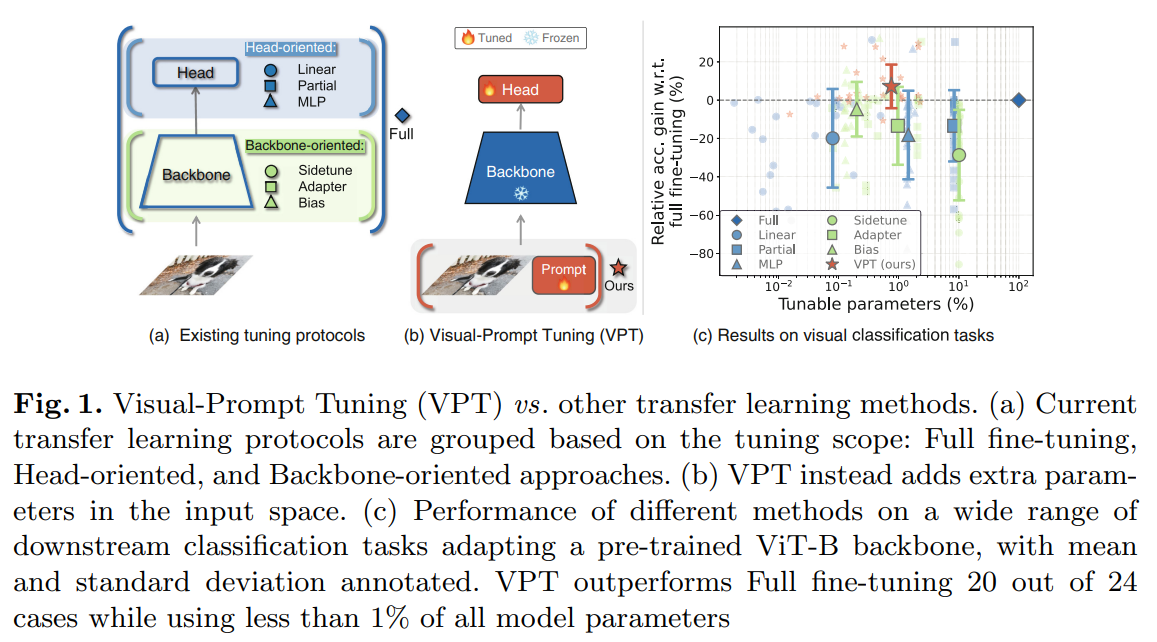 Head-oriented:
Head
Linear
Partial
MLP
Full
Backbone-oriented:
Backbone
Sidetune
Adapter
Bias
(a) Existing tuning protocols
Tuned Frozen
Head
Backbone
Prompt
Ours
(b) Visual-Prompt Tuning (VPT)
Relative acc. gain w.r.t.
full fine-tuning (%)
20
0
−20
−40
−60
−80
Full
Linear
Partial
MLP
Sidetune
Adapter
Bias
VPT (ours)
10⁻² 10⁻¹ 10⁰ 10¹ 10²
Tunable parameters (%)
(c) Results on visual classification tasks
Fig. 1. Visual-Prompt Tuning (VPT) vs. other transfer learning methods. (a) Current
transfer learning protocols are grouped based on the tuning scope: Full fine-tuning,
Head-oriented, and Backbone-oriented approaches. (b) VPT instead adds extra param-
eters in the input space. (c) Performance of different methods on a wide range of
downstream classification tasks adapting a pre-trained ViT-B backbone, with mean
and standard deviation annotated. VPT outperforms Full fine-tuning 20 out of 24
cases while using less than 1% of all model parameters